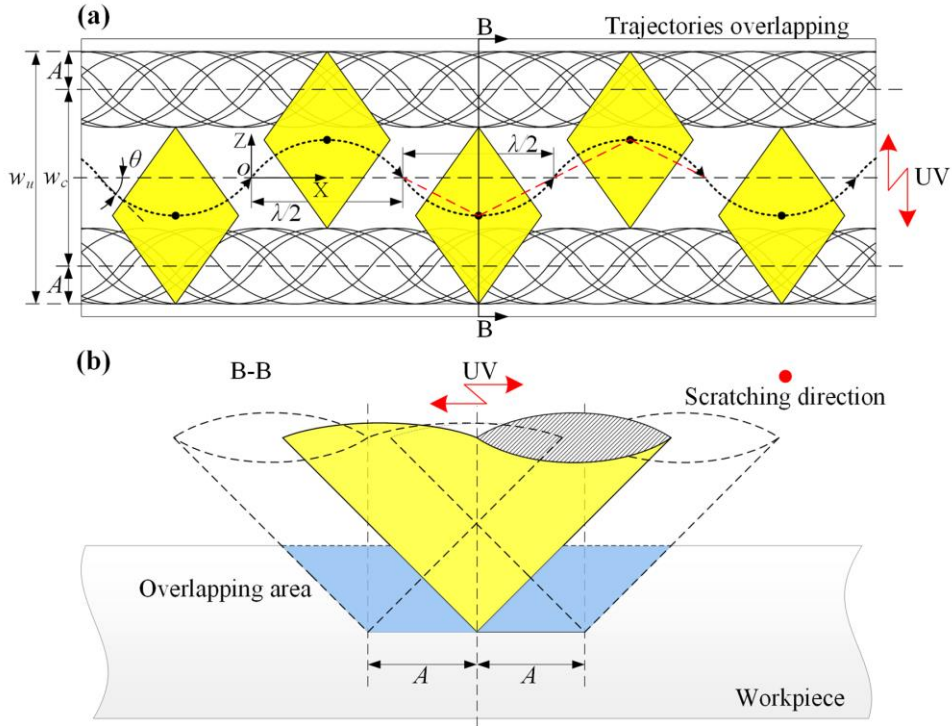 (a)
B
Trajectories overlapping
A
Z
λ/2
θ
o
w_u
w_c
X
UV
λ/2
A
B
(b)
B-B
UV
Scratching direction
Overlapping area
A
A
Workpiece